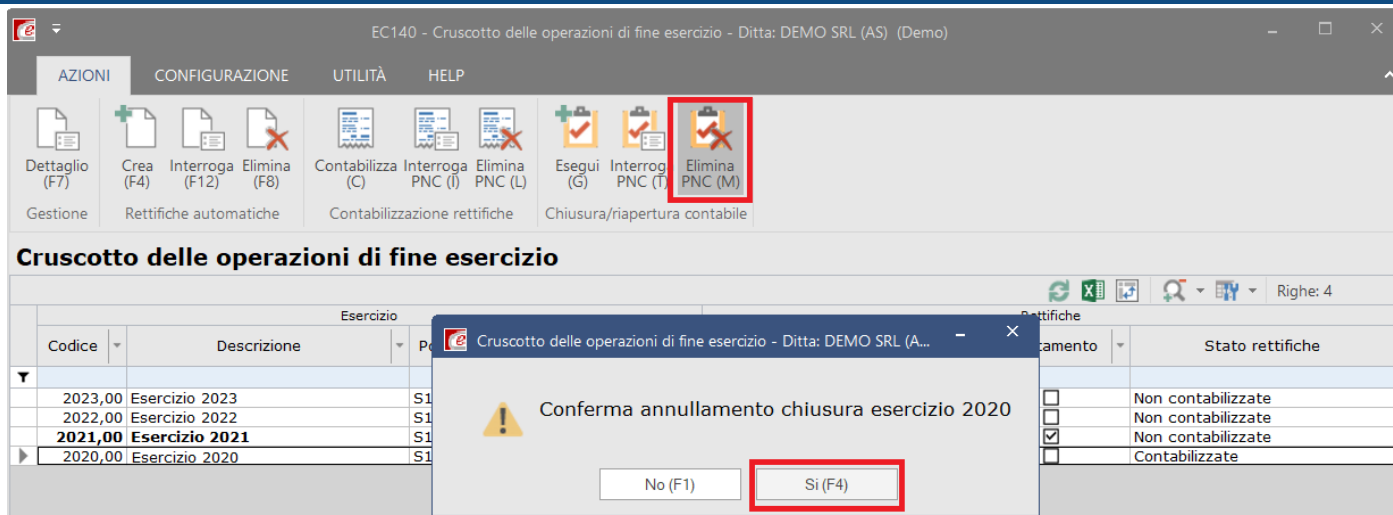 EC140 - Cruscotto delle operazioni di fine esercizio - Ditta: DEMO SRL (AS) (Demo)
AZIONI CONFIGURAZIONE UTILITÀ HELP
Dettaglio Crea Interroga Elimina Contabilizza Interroga Elimina Esegui Interroga Elimina
(F7) (F4) (F12) (F8) (C) PNC (I) PNC (L) (G) PNC (T) PNC (M)
Gestione Rettifiche automatiche Contabilizzazione rettifiche Chiusura/riapertura contabile
Cruscotto delle operazioni di fine esercizio
Righe: 4
Esercizio
Codice Descrizione Stato rettifiche
2023,00 Esercizio 2023 S1 Non contabilizzate
2022,00 Esercizio 2022 S1 Non contabilizzate
2021,00 Esercizio 2021 S1 Non contabilizzate
2020,00 Esercizio 2020 S1 Contabilizzate
Cruscotto delle operazioni di fine esercizio - Ditta: DEMO SRL (A...
Conferma annullamento chiusura esercizio 2020
No (F1) Si (F4)